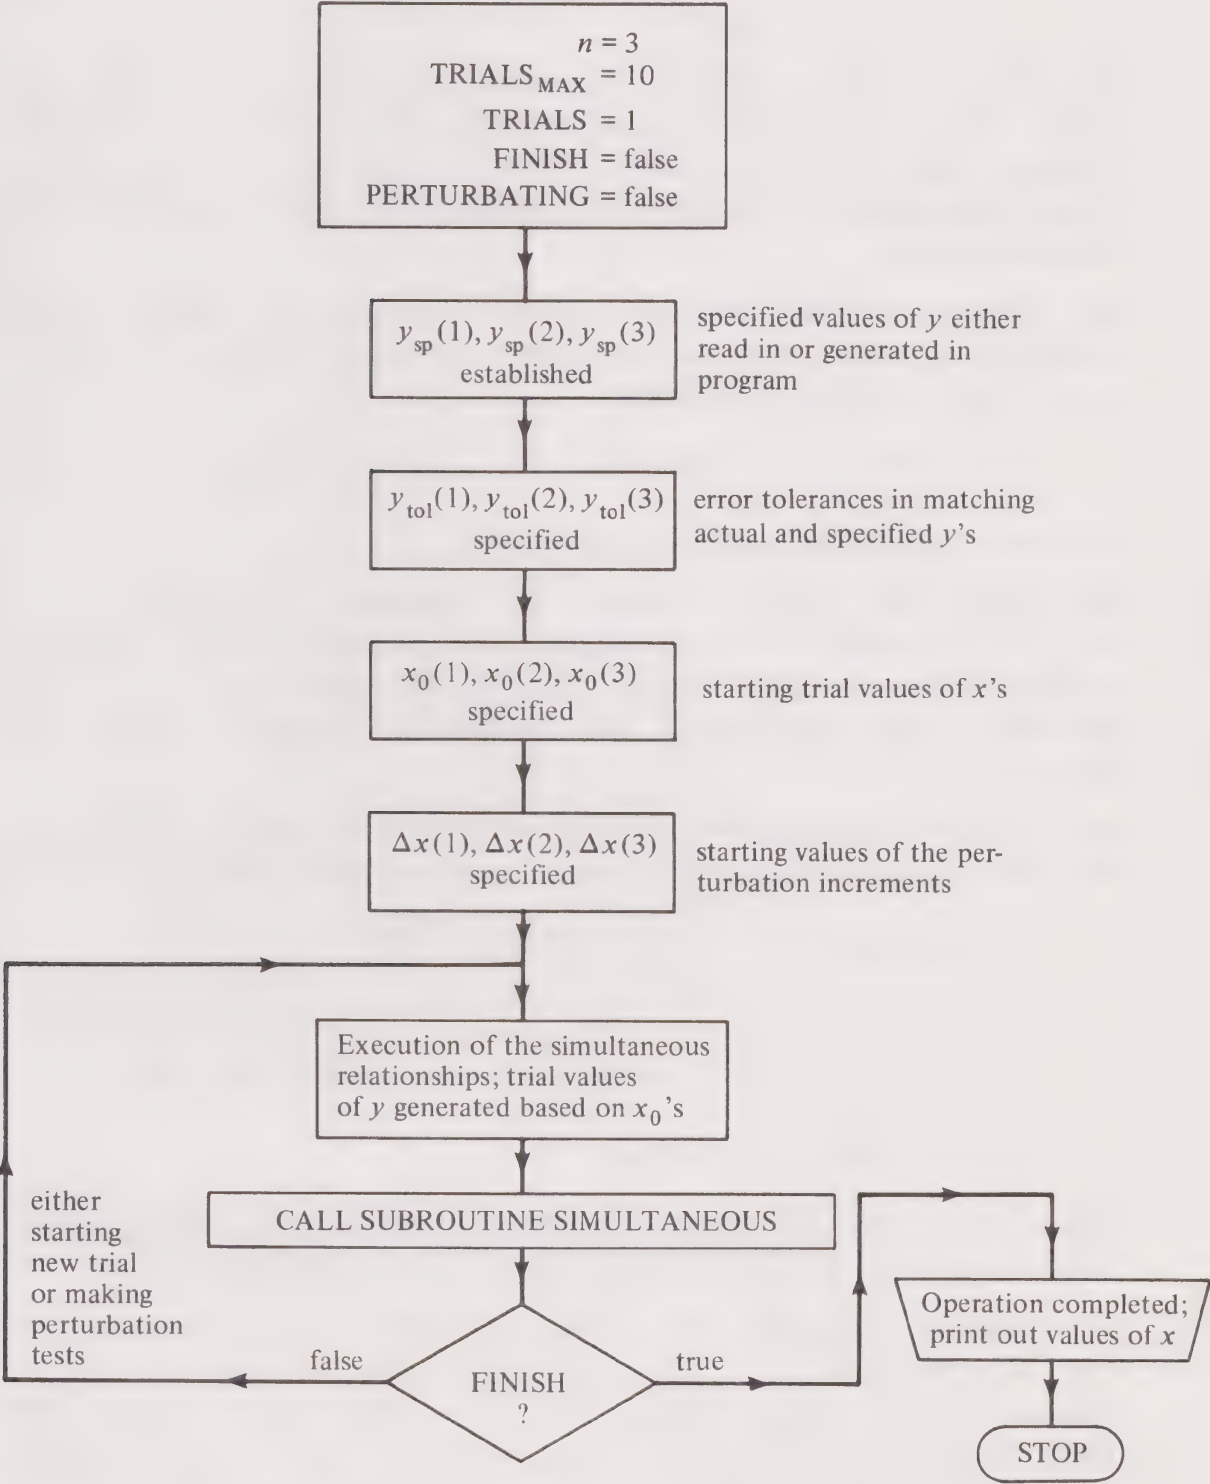 n = 3
TRIALS_MAX = 10
TRIALS = 1
FINISH = false
PERTURBATING = false
y_sp(1), y_sp(2), y_sp(3)
established
specified values of y either
read in or generated in
program
y_tol(1), y_tol(2), y_tol(3)
specified
error tolerances in matching
actual and specified y's
x_0(1), x_0(2), x_0(3)
specified
starting trial values of x's
Δx(1), Δx(2), Δx(3)
specified
starting values of the per-
turbation increments
Execution of the simultaneous
relationships; trial values
of y generated based on x_0's
CALL SUBROUTINE SIMULTANEOUS
either
starting
new trial
or making
perturbation
tests
false
FINISH
?
true
Operation completed;
print out values of x
STOP